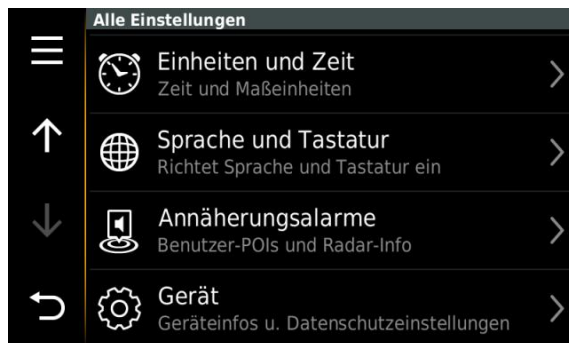 Alle Einstellungen
Einheiten und Zeit
Zeit und Maßeinheiten
Sprache und Tastatur
Richtet Sprache und Tastatur ein
Annäherungsalarme
Benutzer-POIs und Radar-Info
Gerät
Geräteinfos u. Datenschutzeinstellungen